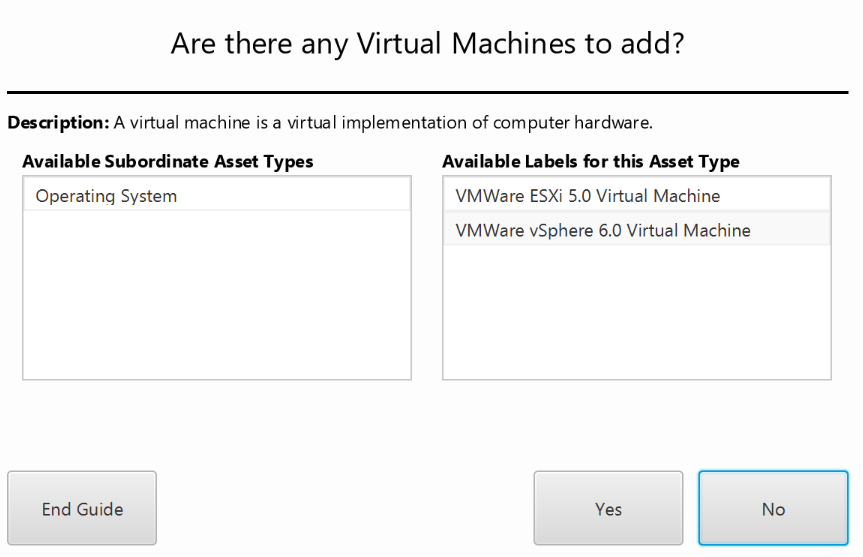 Are there any Virtual Machines to add?
Description: A virtual machine is a virtual implementation of computer hardware.
Available Subordinate Asset Types
Operating System
Available Labels for this Asset Type
VMWare ESXi 5.0 Virtual Machine
VMWare vSphere 6.0 Virtual Machine
End Guide
Yes
No